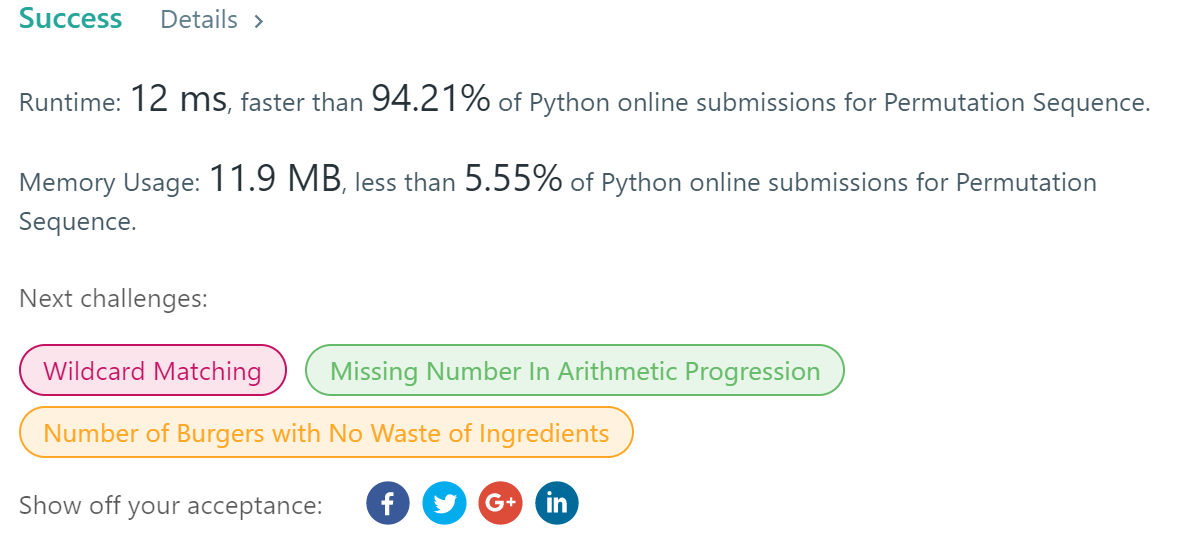 Success Details >
Runtime: 12 ms, faster than 94.21% of Python online submissions for Permutation Sequence.
Memory Usage: 11.9 MB, less than 5.55% of Python online submissions for Permutation
Sequence.
Next challenges:
Wildcard Matching Missing Number In Arithmetic Progression
Number of Burgers with No Waste of Ingredients
Show off your acceptance: f G+ in